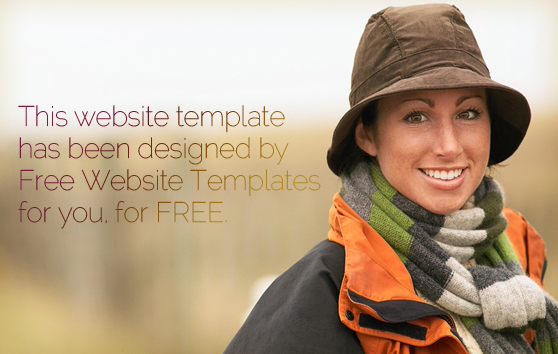 This website template
has been designed by
Free Website Templates
for you, for FREE.